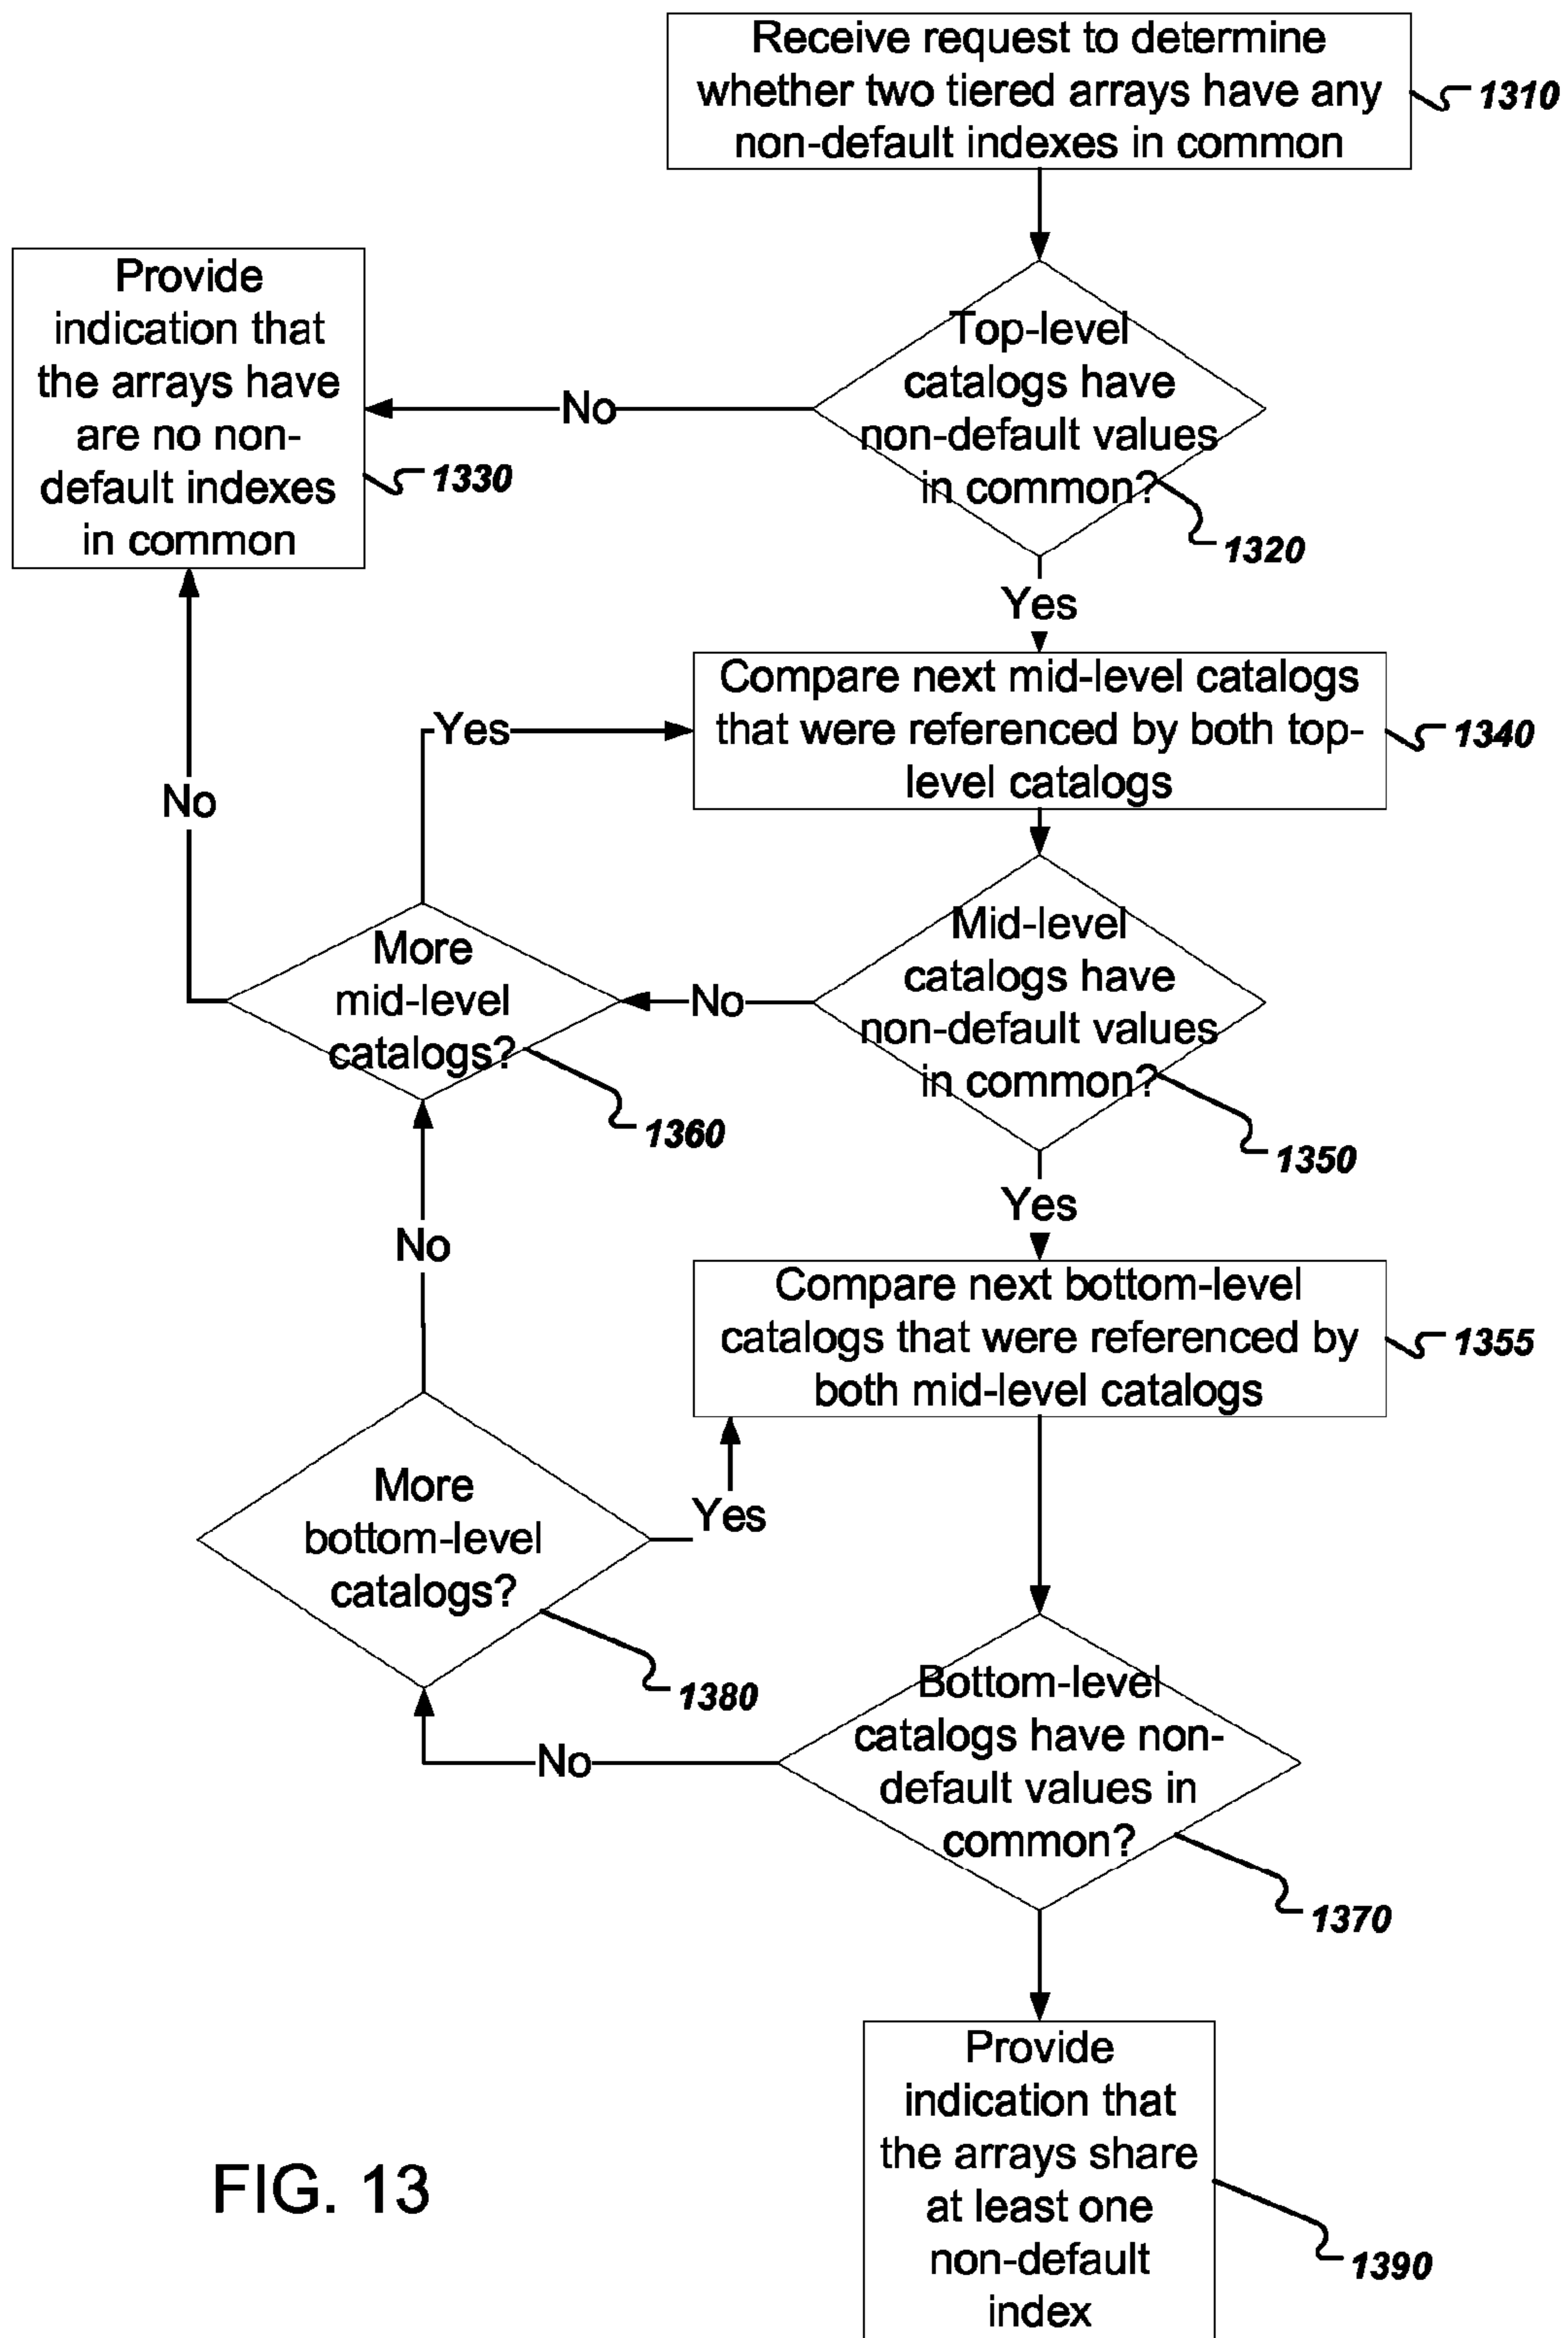 Receive request to determine
whether two tiered arrays have any
non-default indexes in common
1310
Provide
indication that
the arrays have
are no non-
default indexes
in common
1330
No
Top-level
catalogs have
non-default values
in common?
1320
Yes
Compare next mid-level catalogs
that were referenced by both top-
level catalogs
1340
Yes
No
More
mid-level
catalogs?
1360
No
Mid-level
catalogs have
non-default values
in common?
1350
Yes
No
Compare next bottom-level
catalogs that were referenced by
both mid-level catalogs
1355
More
bottom-level
catalogs?
1380
Yes
No
Bottom-level
catalogs have non-
default values in
common?
1370
Provide
indication that
the arrays share
at least one
non-default
index
1390
FIG. 13